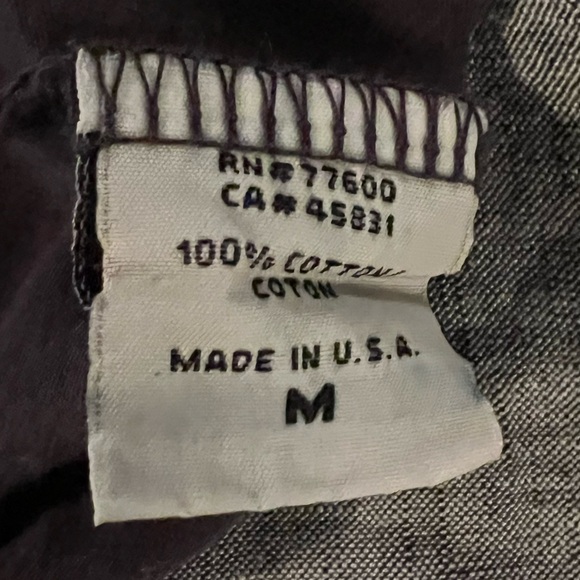 RN#77600
CA#45831
100% COTTON/
COTON
MADE IN U.S.A.
M